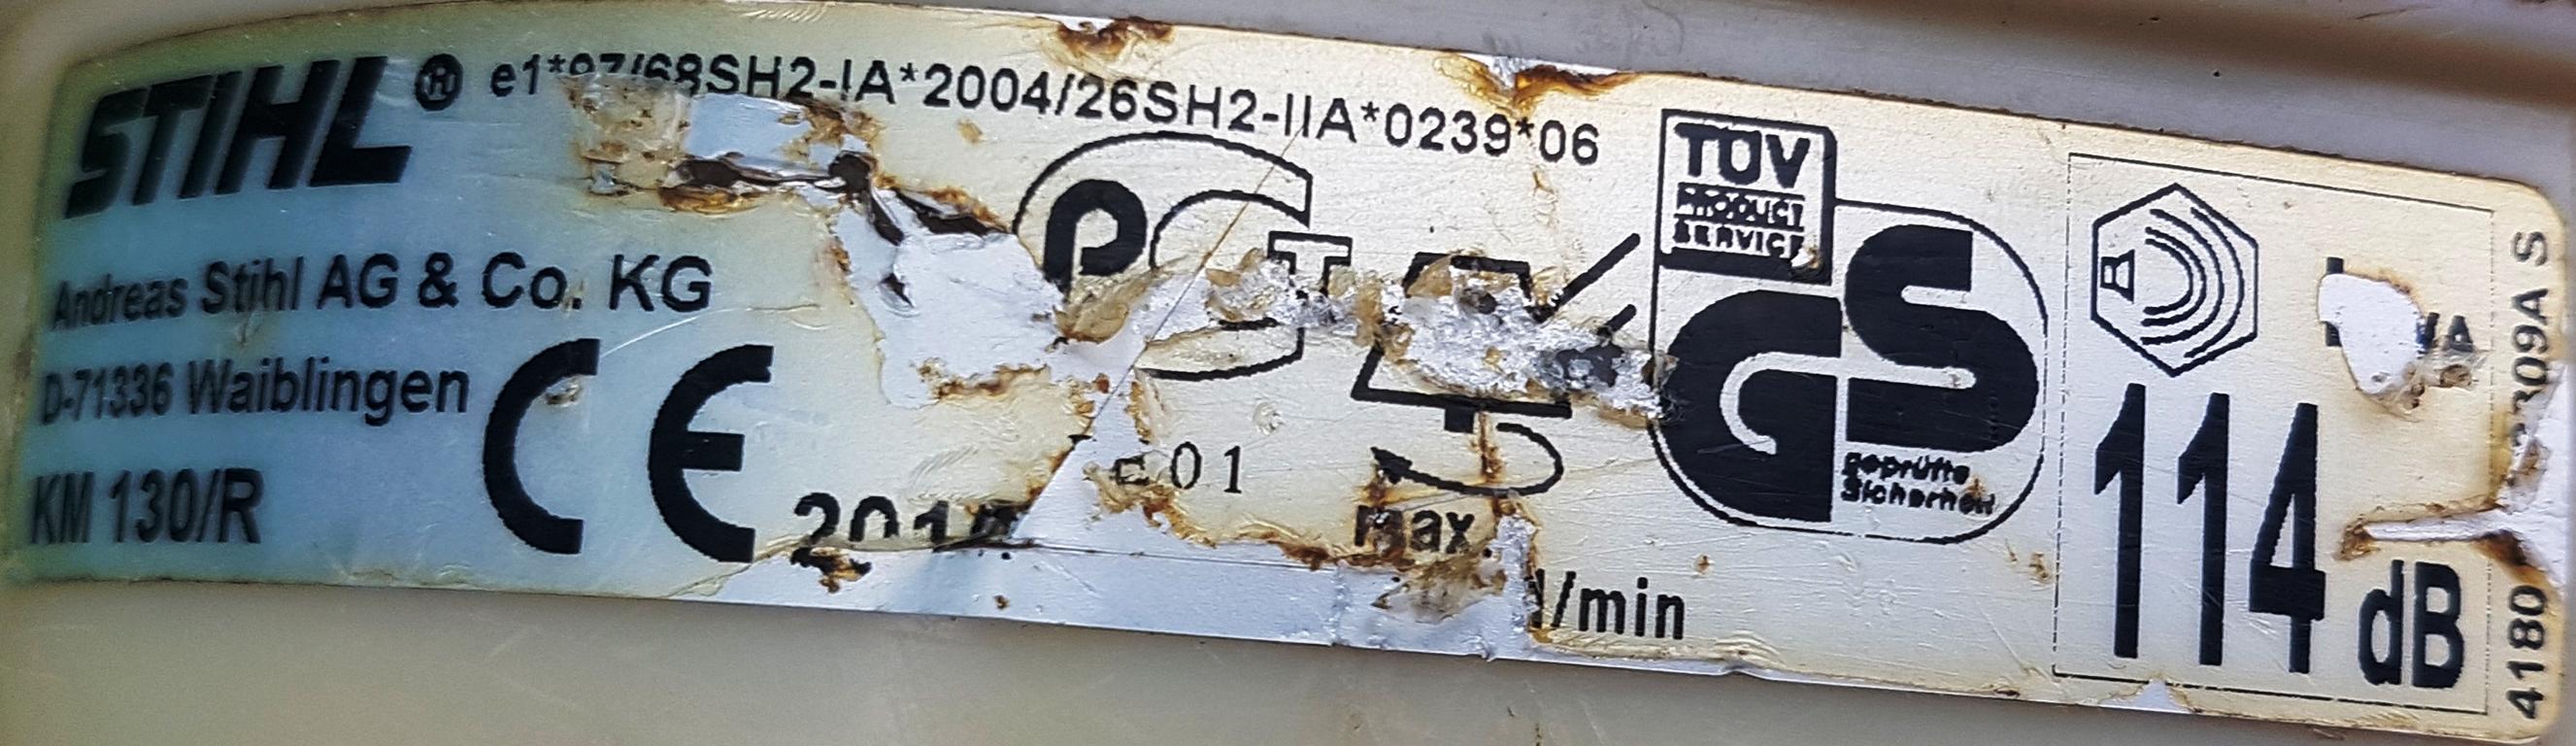 STIHL® e1*97/68SH2-IA*2004/26SH2-IIA*0239*06
Andreas Stihl AG & Co. KG
D-71336 Waiblingen
KM 130/R
CE
01
max.
/min
TÜV
PRODUCT
SERVICE
GS
geprüfte
Sicherheit
114 dB
4180